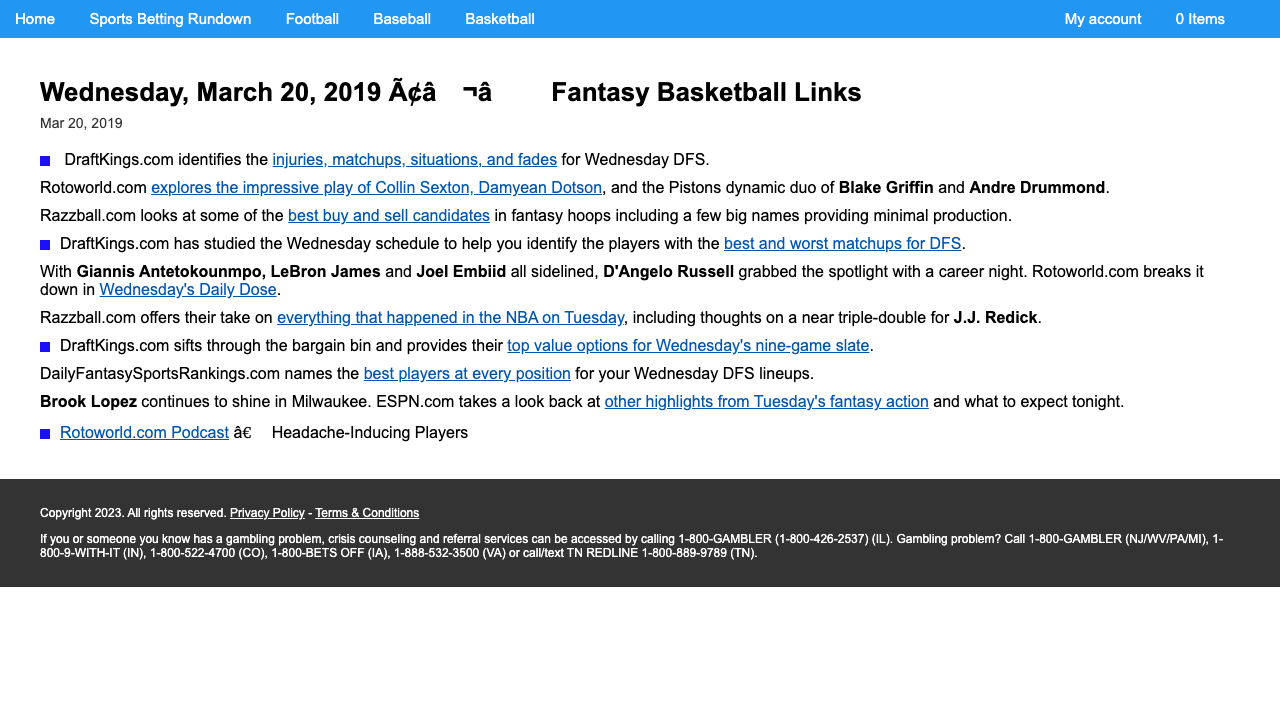 Home Sports Betting Rundown Football Baseball Basketball My account 0 Items
Wednesday, March 20, 2019 Ã¢â ¬â Fantasy Basketball Links
Mar 20, 2019
DraftKings.com identifies the injuries, matchups, situations, and fades for Wednesday DFS.
Rotoworld.com explores the impressive play of Collin Sexton, Damyean Dotson, and the Pistons dynamic duo of Blake Griffin and Andre Drummond.
Razzball.com looks at some of the best buy and sell candidates in fantasy hoops including a few big names providing minimal production.
DraftKings.com has studied the Wednesday schedule to help you identify the players with the best and worst matchups for DFS.
With Giannis Antetokounmpo, LeBron James and Joel Embiid all sidelined, D'Angelo Russell grabbed the spotlight with a career night. Rotoworld.com breaks it
down in Wednesday's Daily Dose.
Razzball.com offers their take on everything that happened in the NBA on Tuesday, including thoughts on a near triple-double for J.J. Redick.
DraftKings.com sifts through the bargain bin and provides their top value options for Wednesday's nine-game slate.
DailyFantasySportsRankings.com names the best players at every position for your Wednesday DFS lineups.
Brook Lopez continues to shine in Milwaukee. ESPN.com takes a look back at other highlights from Tuesday's fantasy action and what to expect tonight.
Rotoworld.com Podcast â€ Headache-Inducing Players
Copyright 2023. All rights reserved. Privacy Policy - Terms & Conditions
If you or someone you know has a gambling problem, crisis counseling and referral services can be accessed by calling 1-800-GAMBLER (1-800-426-2537) (IL). Gambling problem? Call 1-800-GAMBLER (NJ/WV/PA/MI), 1-
800-9-WITH-IT (IN), 1-800-522-4700 (CO), 1-800-BETS OFF (IA), 1-888-532-3500 (VA) or call/text TN REDLINE 1-800-889-9789 (TN).